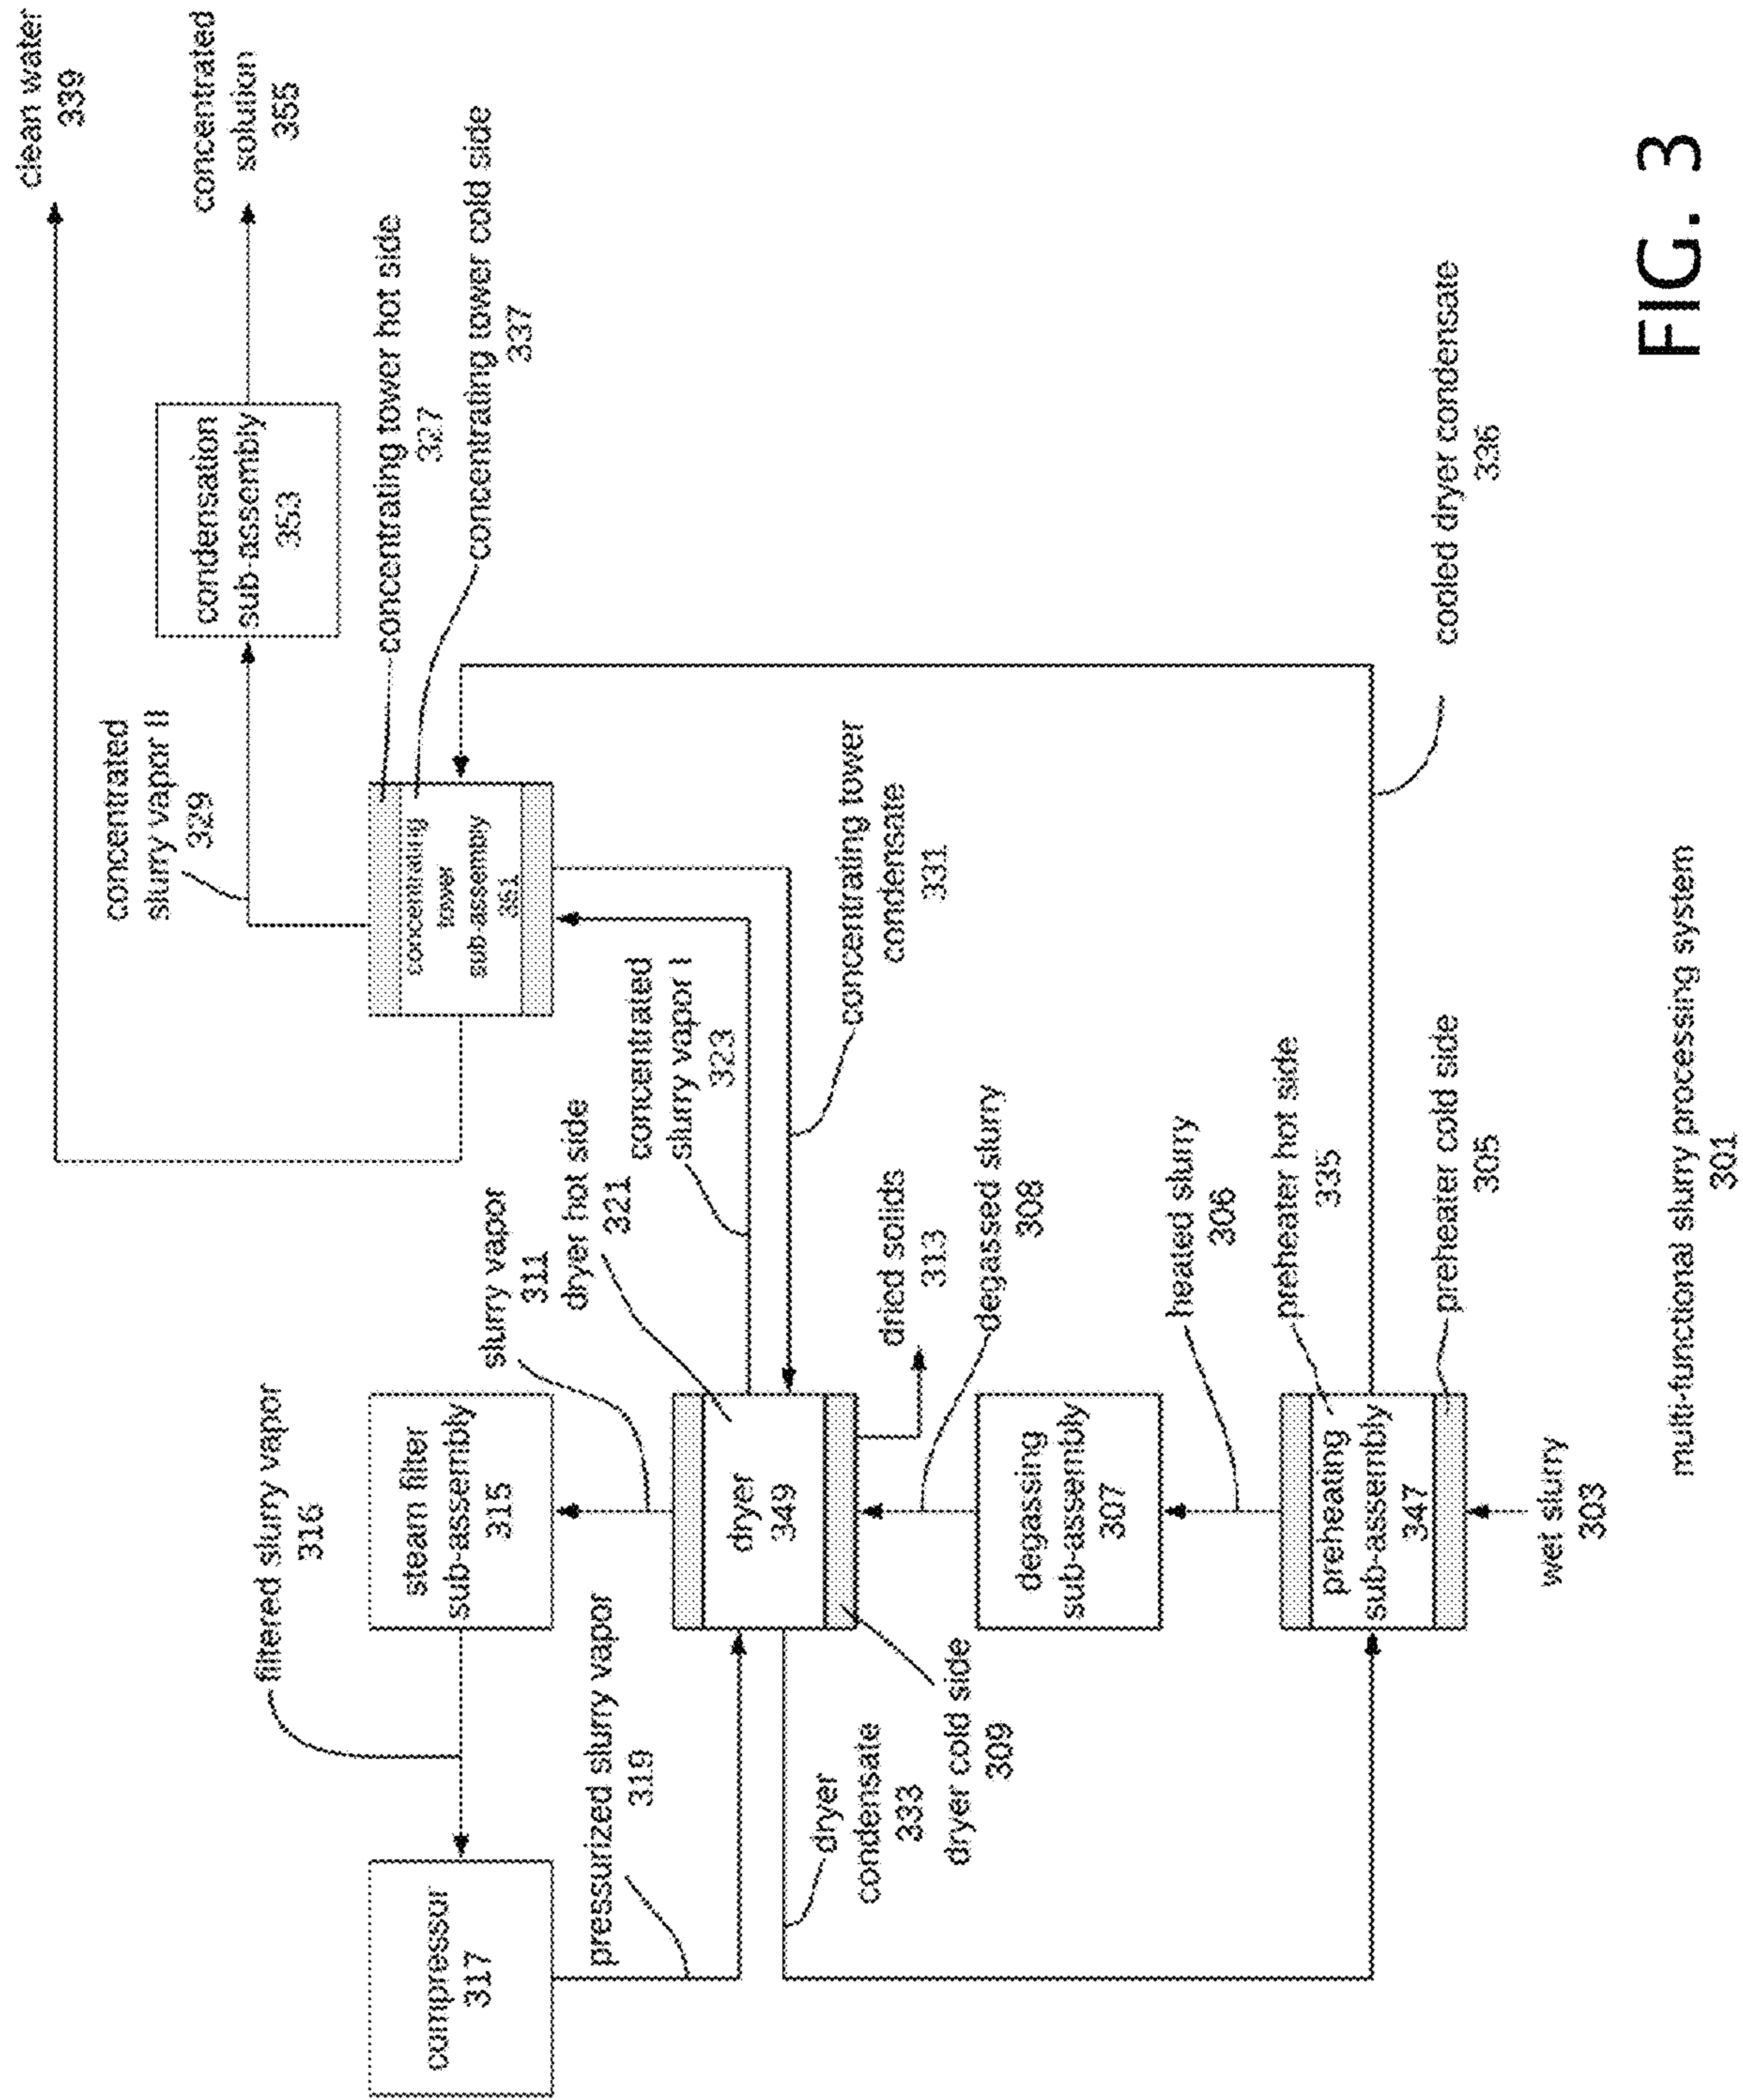 clean water
339
concentrated
solution
355
condensation
sub-assembly
353
concentrating tower hot side
327
concentrating tower cold side
337
concentrated
slurry vapor II
329
concentrating
tower
sub-assembly
351
concentrated
slurry vapor I
323
concentrating tower
condensate
331
cooled dryer condensate
336
filtered slurry vapor
316
steam filter
sub-assembly
315
slurry vapor
311
dryer hot side
321
compressor
317
pressurized slurry vapor
319
dryer
349
dried solids
313
degassed slurry
308
dryer
condensate
333
dryer cold side
309
degassing
sub-assembly
307
heated slurry
306
preheater hot side
335
preheating
sub-assembly
347
preheater cold side
305
wet slurry
303
multi-functional slurry processing system
301
FIG. 3